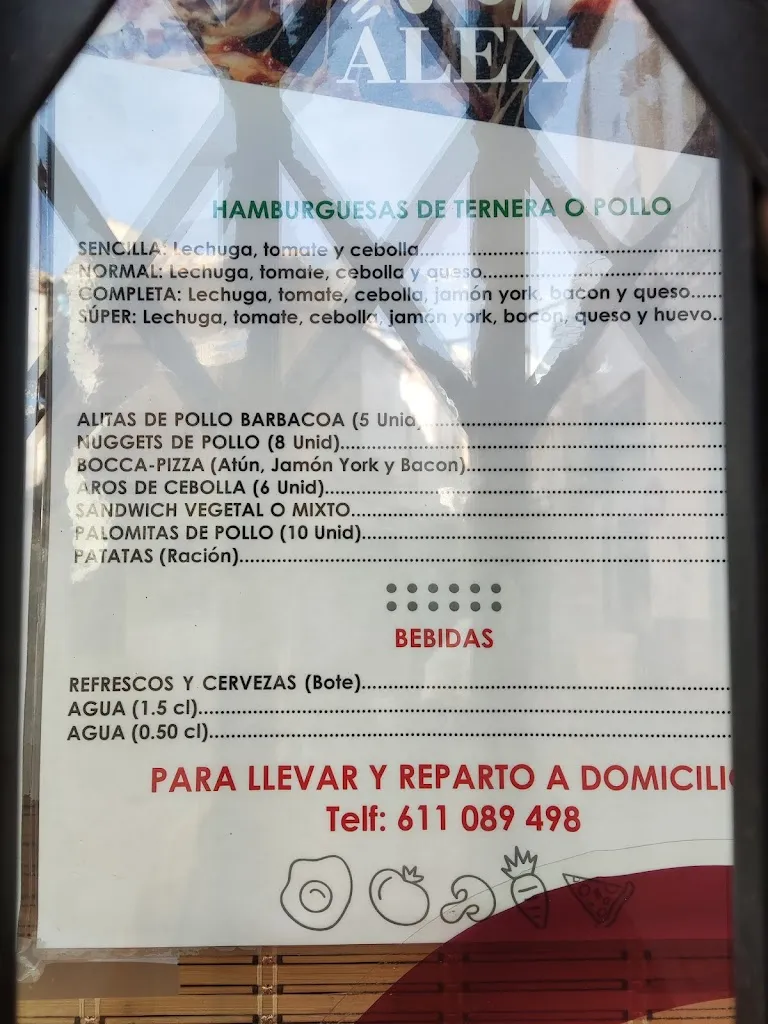 ALEX
HAMBURGUESAS DE TERNERA O POLLO
SENCILLA: Lechuga, tomate y cebolla
NORMAL: Lechuga, tomate, cebolla y queso
COMPLETA: Lechuga, tomate, cebolla, jamón york, bacon y queso
SÚPER: Lechuga, tomate, cebolla, jamón york, bacon, queso y huevo
ALITAS DE POLLO BARBACOA (5 Unid
NUGGETS DE POLLO (8 Unid)
BOCCA-PIZZA (Atún, Jamón York y Bacon)
AROS DE CEBOLLA (6 Unid)
SANDWICH VEGETAL O MIXTO
PALOMITAS DE POLLO (10 Unid)
PATATAS (Ración)
BEBIDAS
REFRESCOS Y CERVEZAS (Bote)
AGUA (1.5 cl)
AGUA (0.50 cl)
PARA LLEVAR Y REPARTO A DOMICILIO
Telf: 611 089 498